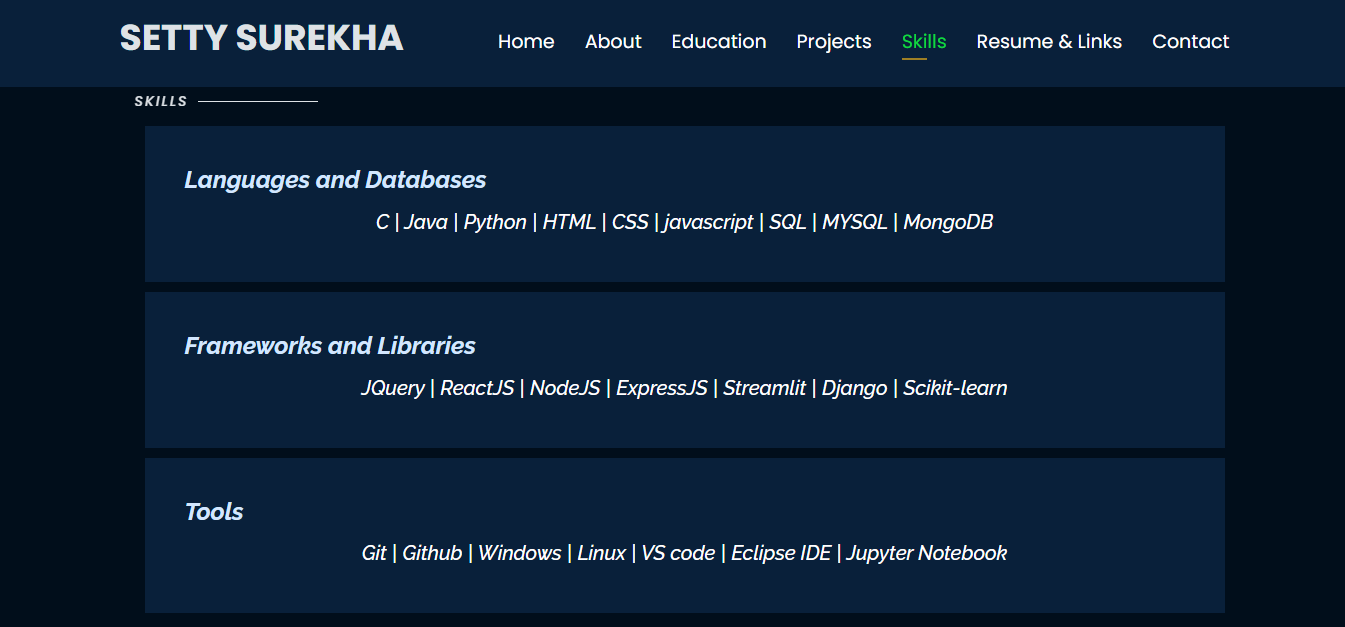 SETTY SUREKHA
Home About Education Projects Skills Resume & Links Contact
SKILLS
Languages and Databases
C | Java | Python | HTML | CSS | javascript | SQL | MYSQL | MongoDB
Frameworks and Libraries
JQuery | ReactJS | NodeJS | ExpressJS | Streamlit | Django | Scikit-learn
Tools
Git | Github | Windows | Linux | VS code | Eclipse IDE | Jupyter Notebook